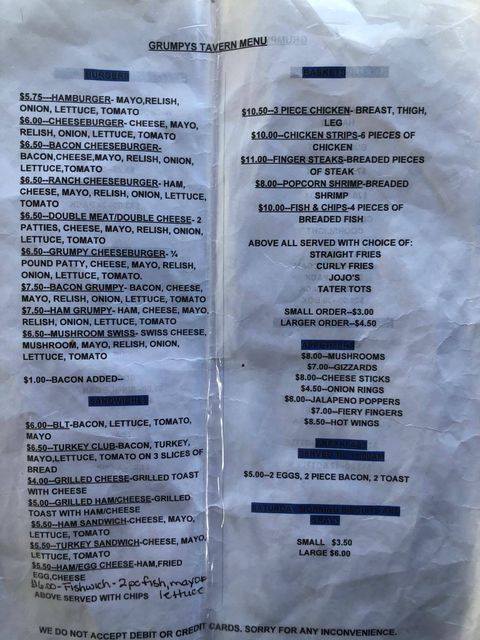 GRUMPYS TAVERN MENU
BURGERS
$5.75---HAMBURGER- MAYO,RELISH,
ONION, LETTUCE, TOMATO
$6.00--CHEESEBURGER- CHEESE, MAYO,
RELISH, ONION, LETTUCE, TOMATO
$6.50--BACON CHEESEBURGER-
BACON,CHEESE,MAYO, RELISH, ONION,
LETTUCE,TOMATO
$6.50--RANCH CHEESEBURGER- HAM,
CHEESE, MAYO, RELISH, ONION, LETTUCE,
TOMATO
$6.50--DOUBLE MEAT/DOUBLE CHEESE- 2
PATTIES, CHEESE, MAYO, RELISH, ONION,
LETTUCE, TOMATO
$6.50--GRUMPY CHEESEBURGER- ¼
POUND PATTY, CHEESE, MAYO, RELISH,
ONION, LETTUCE, TOMATO.
$7.50--BACON GRUMPY- BACON, CHEESE,
MAYO, RELISH, ONION, LETTUCE, TOMATO
$7.50--HAM GRUMPY- HAM, CHEESE, MAYO,
RELISH, ONION, LETTUCE, TOMATO
$6.50--MUSHROOM SWISS- SWISS CHEESE,
MUSHROOM, MAYO, RELISH, ONION,
LETTUCE, TOMATO
$1.00--BACON ADDED--
SANDWICHES
$6.00--BLT-BACON, LETTUCE, TOMATO,
MAYO
$6.50--TURKEY CLUB-BACON, TURKEY,
MAYO,LETTUCE, TOMATO ON 3 SLICES OF
BREAD
$4.00--GRILLED CHEESE-GRILLED TOAST
WITH CHEESE
$5.00--GRILLED HAM/CHEESE-GRILLED
TOAST WITH HAM/CHEESE
$5.50--HAM SANDWICH-CHEESE, MAYO,
LETTUCE, TOMATO
$5.50--TURKEY SANDWICH-CHEESE, MAYO,
LETTUCE, TOMATO
$5.50--HAM/EGG CHEESE-HAM,FRIED
EGG,CHEESE
$6.00-Fishwich-2pc fish, mayo
lettuce
ABOVE SERVED WITH CHIPS
BASKETS
$10.50--3 PIECE CHICKEN- BREAST, THIGH,
LEG
$10.00--CHICKEN STRIPS-6 PIECES OF
CHICKEN
$11.00--FINGER STEAKS-BREADED PIECES
OF STEAK
$8.00--POPCORN SHRIMP-BREADED
SHRIMP
$10.00--FISH & CHIPS-4 PIECES OF
BREADED FISH
ABOVE ALL SERVED WITH CHOICE OF:
STRAIGHT FRIES
CURLY FRIES
JOJO'S
TATER TOTS
SMALL ORDER--$3.00
LARGER ORDER--$4.50
APPETIZERS
$8.00--MUSHROOMS
$7.00--GIZZARDS
$8.00--CHEESE STICKS
$4.50--ONION RINGS
$8.00--JALAPENO POPPERS
$7.00--FIERY FINGERS
$8.50--HOT WINGS
BREAKFAST
SERVED
$5.00--2 EGGS, 2 PIECE BACON, 2 TOAST
SATURDAY MORNING BISCUITS AND
GRAVY
SMALL $3.50
LARGE $6.00
WE DO NOT ACCEPT DEBIT OR CREDIT CARDS. SORRY FOR ANY INCONVENIENCE.